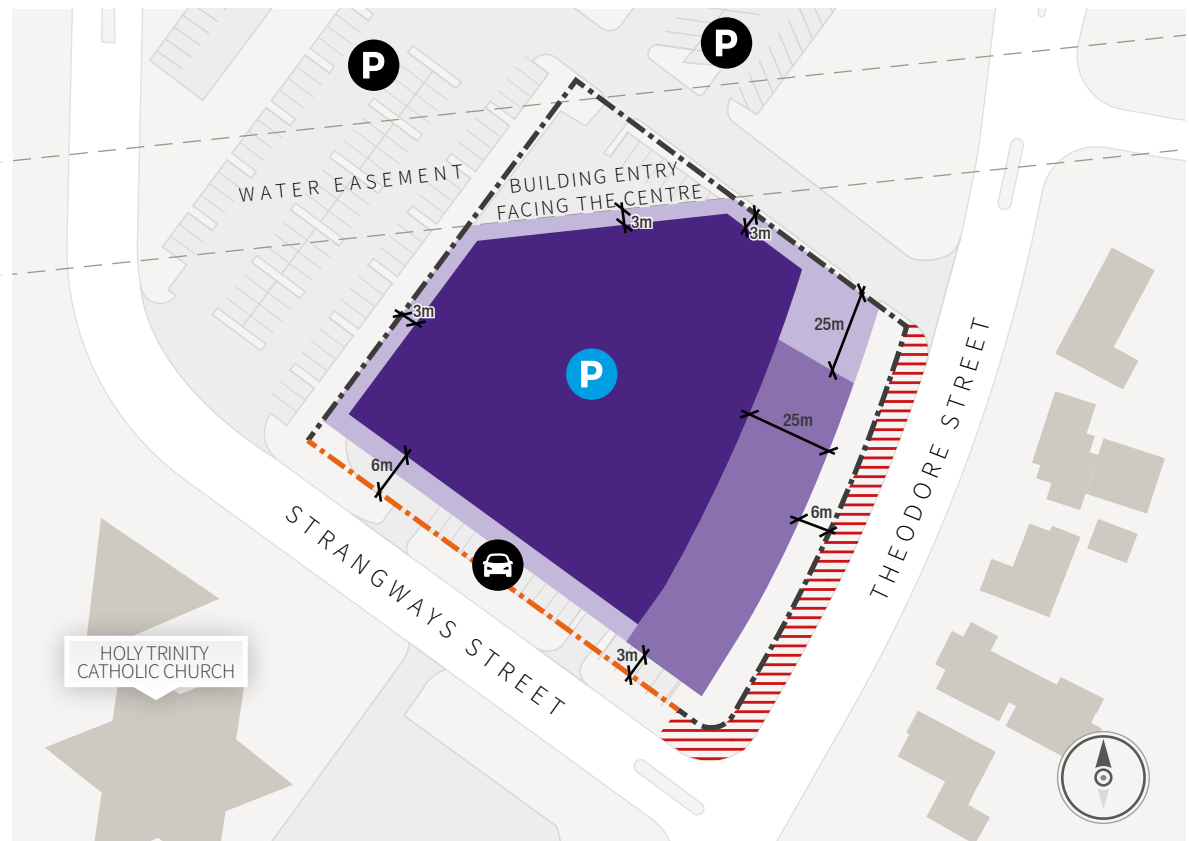 P
P
WATER EASEMENT
BUILDING ENTRY
FACING THE CENTRE
3m
3m
3m
25m
P
25m
6m
6m
3m
STRANGWAYS STREET
THEODORE STREET
HOLY TRINITY
CATHOLIC CHURCH